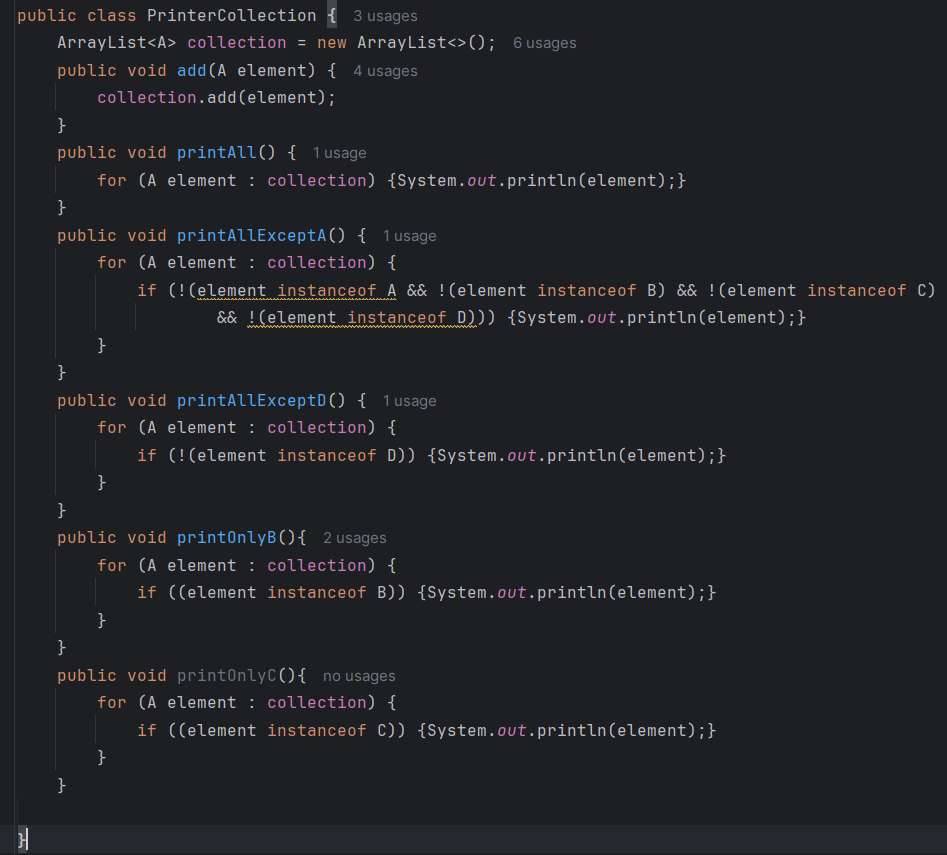 public class PrinterCollection { 3 usages
    ArrayList<A> collection = new ArrayList<>(); 6 usages
    public void add(A element) { 4 usages
        collection.add(element);
    }
    public void printAll() { 1 usage
        for (A element : collection) {System.out.println(element);}
    }
    public void printAllExceptA() { 1 usage
        for (A element : collection) {
            if (!(element instanceof A && !(element instanceof B) && !(element instanceof C)
                    && !(element instanceof D))) {System.out.println(element);}
        }
    }
    public void printAllExceptD() { 1 usage
        for (A element : collection) {
            if (!(element instanceof D)) {System.out.println(element);}
        }
    }
    public void printOnlyB(){ 2 usages
        for (A element : collection) {
            if ((element instanceof B)) {System.out.println(element);}
        }
    }
    public void printOnlyC(){ no usages
        for (A element : collection) {
            if ((element instanceof C)) {System.out.println(element);}
        }
    }

}